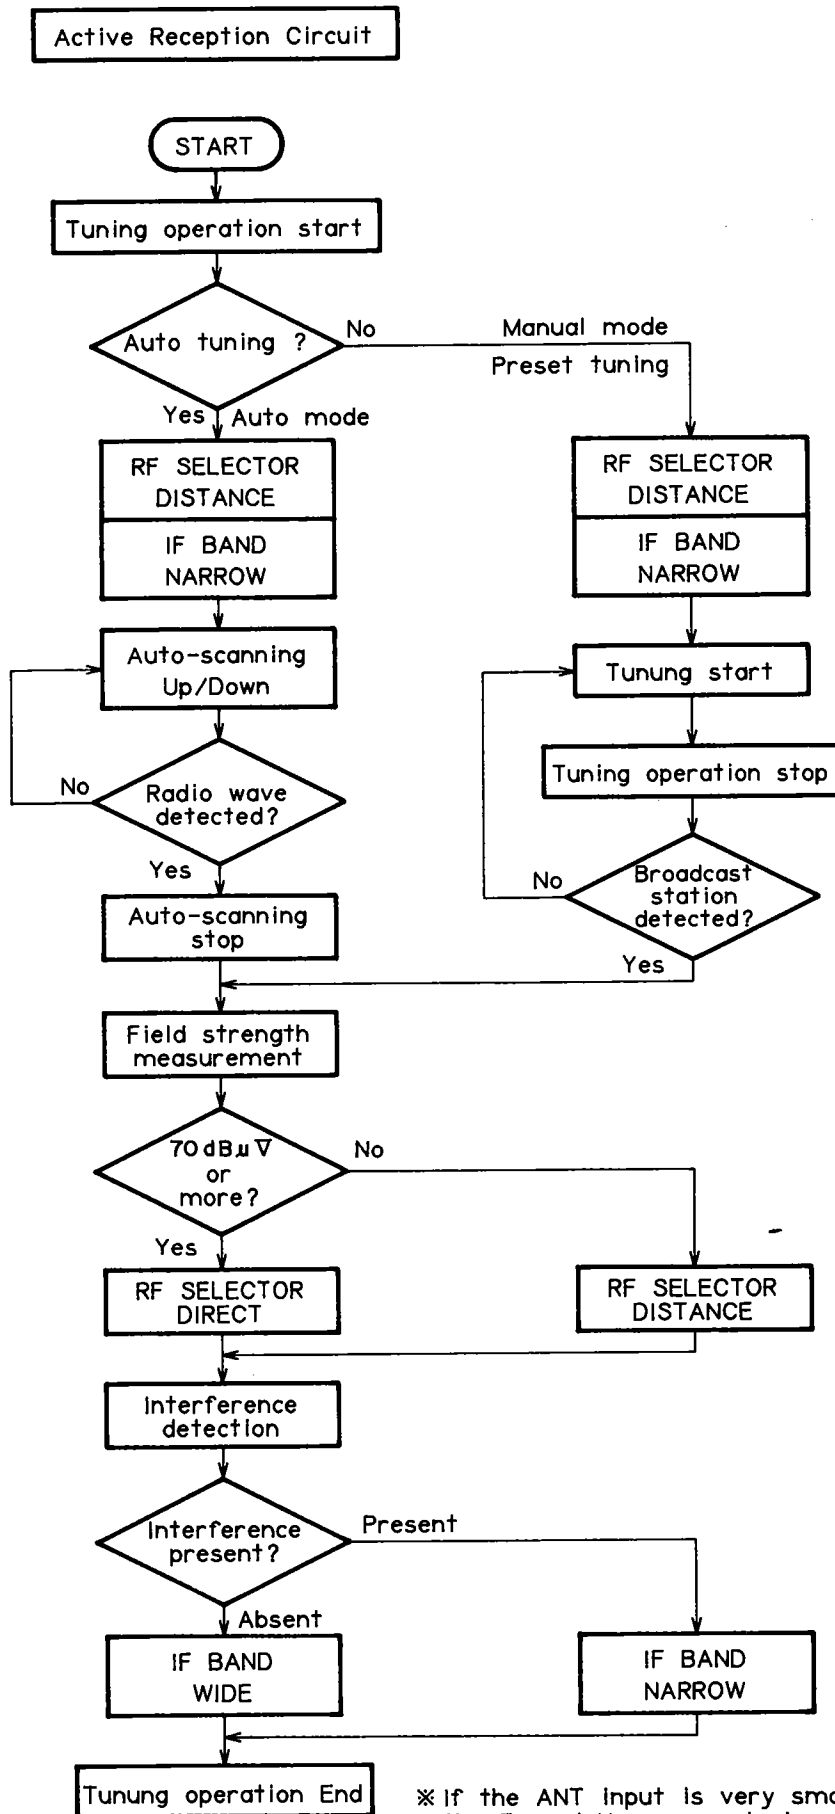 Active Reception Circuit
START
Tuning operation start
Auto tuning ?
No
Manual mode
Preset tuning
Yes
Auto mode
RF SELECTOR
DISTANCE
IF BAND
NARROW
RF SELECTOR
DISTANCE
IF BAND
NARROW
Auto-scanning
Up/Down
Tunung start
Tuning operation stop
Radio wave
detected?
No
Yes
Broadcast
station
detected?
No
Yes
Auto-scanning
stop
Field strength
measurement
70dBμV
or
more?
No
Yes
RF SELECTOR
DIRECT
RF SELECTOR
DISTANCE
Interference
detection
Interference
present?
Present
Absent
IF BAND
WIDE
IF BAND
NARROW
Tunung operation End
※ If the ANT input is very